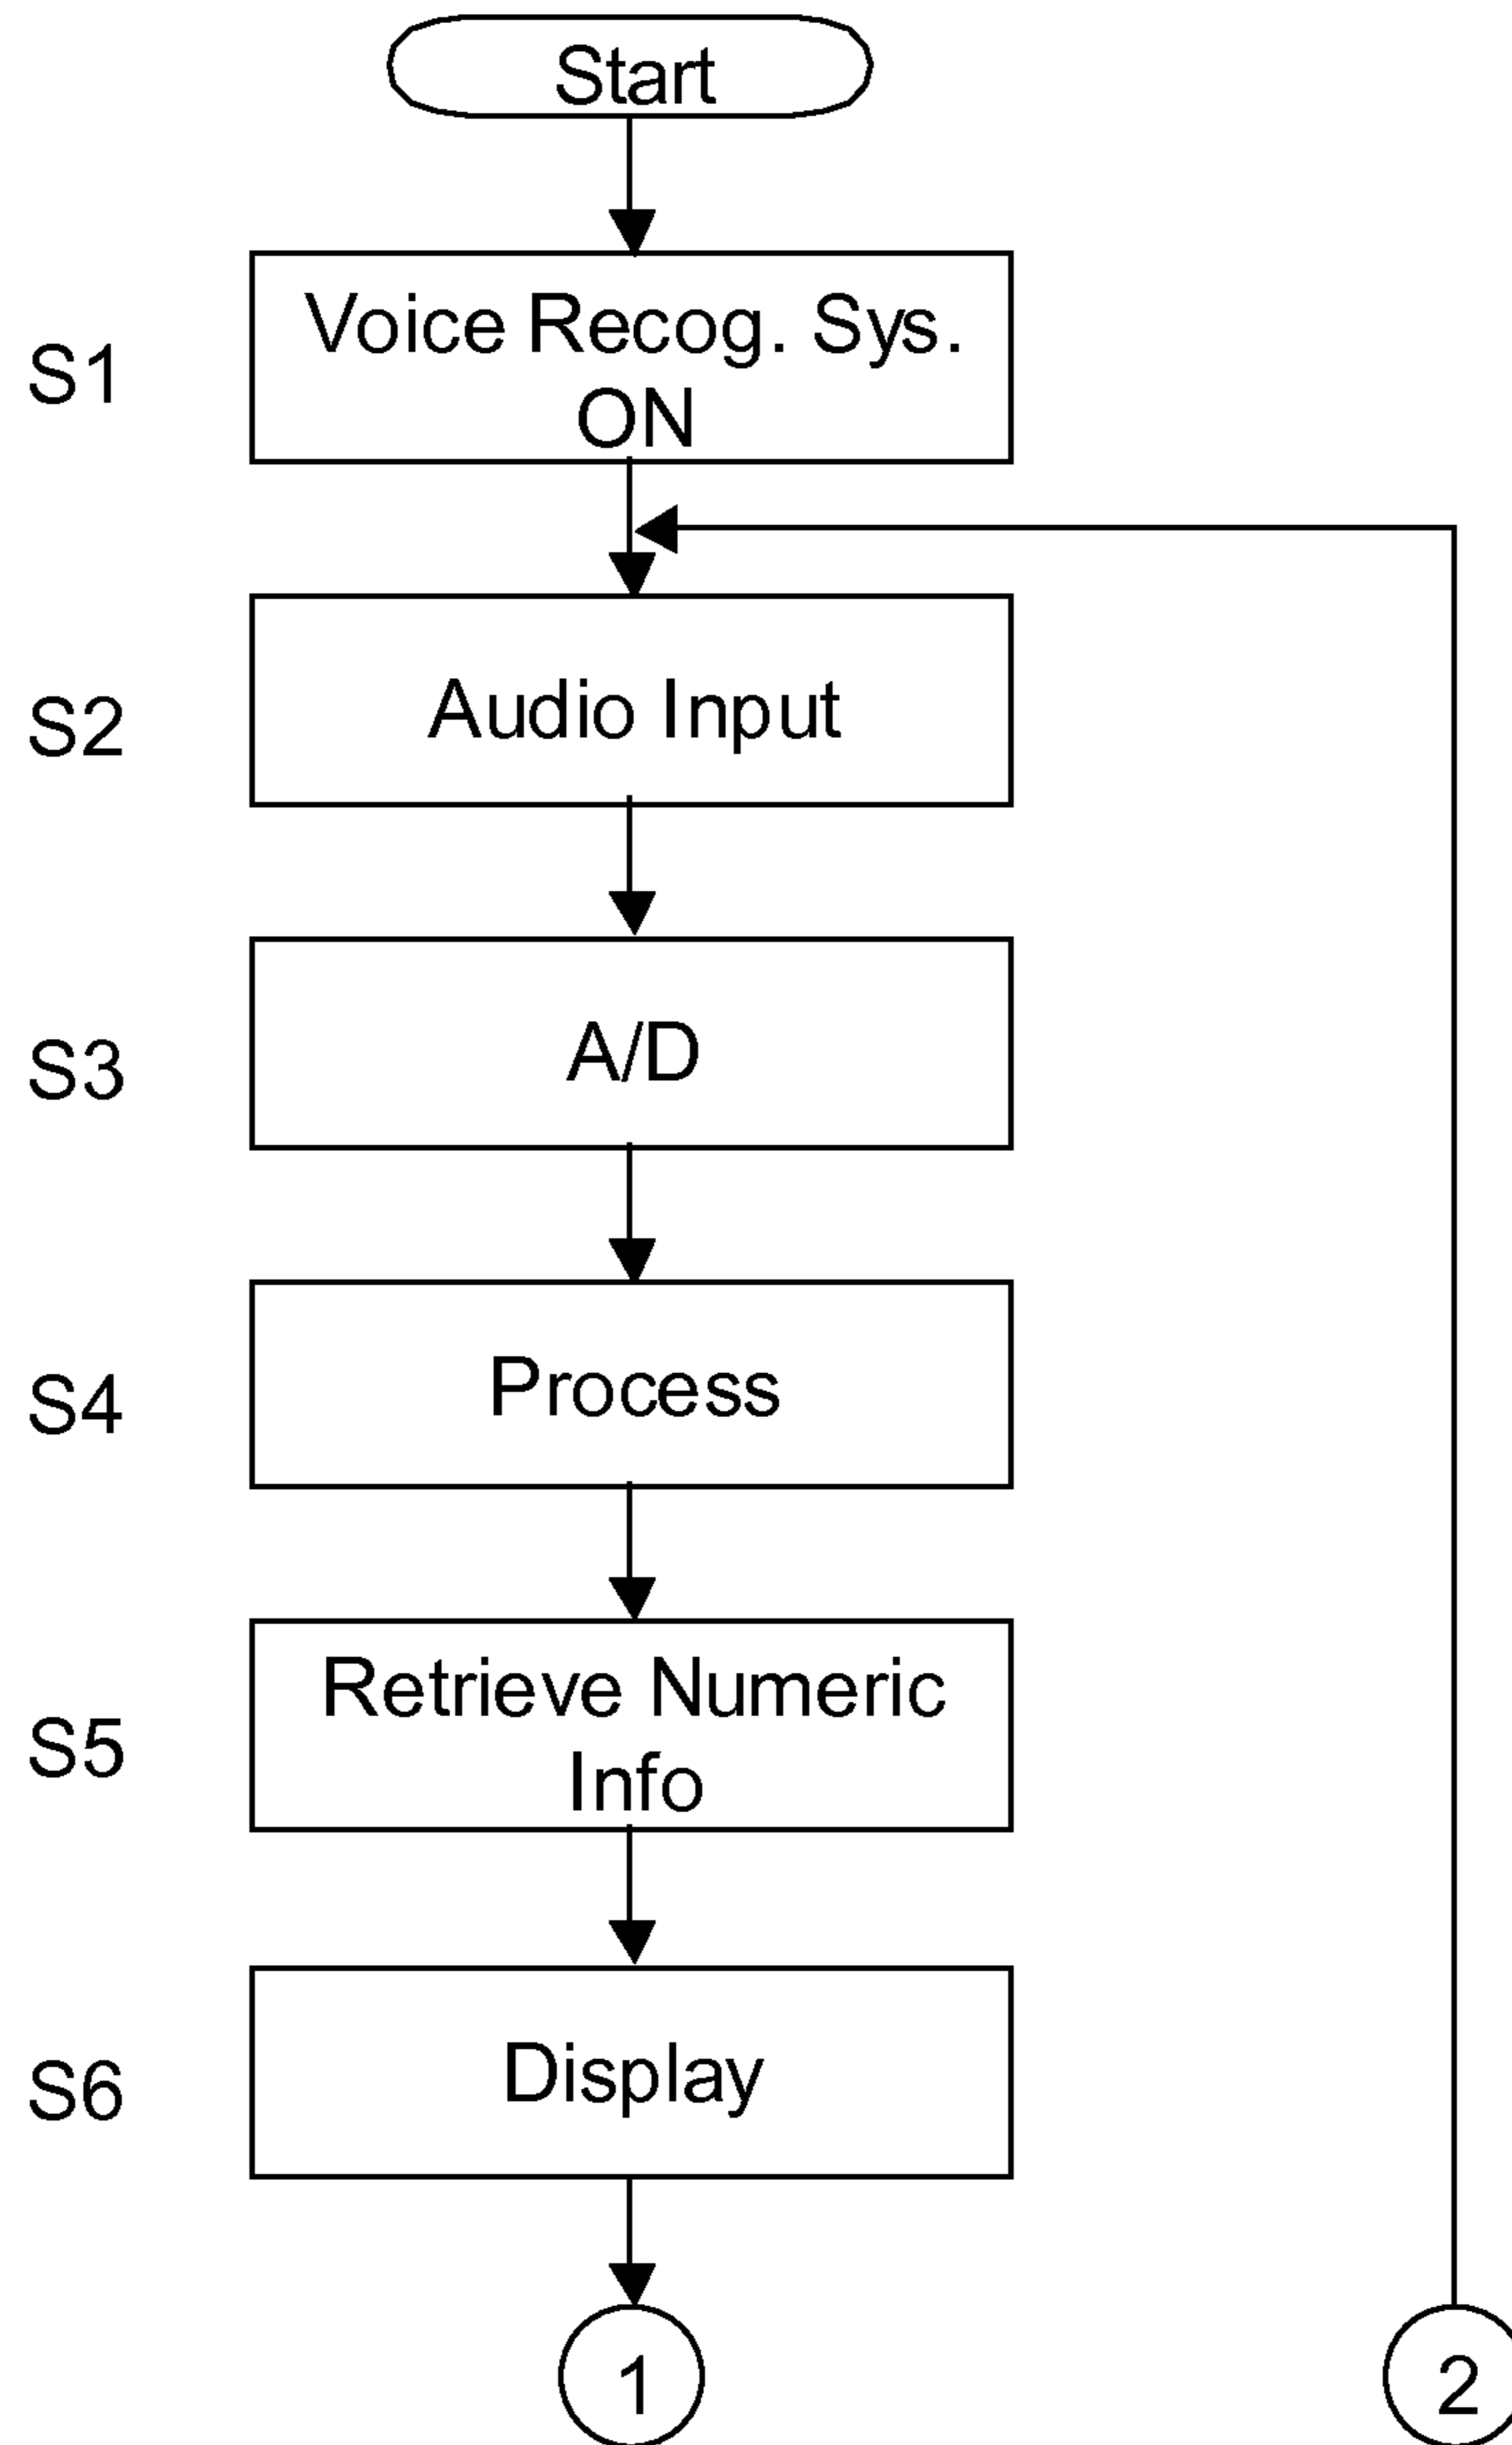 Start
S1
Voice Recog. Sys.
ON
S2
Audio Input
S3
A/D
S4
Process
S5
Retrieve Numeric
Info
S6
Display
1
2